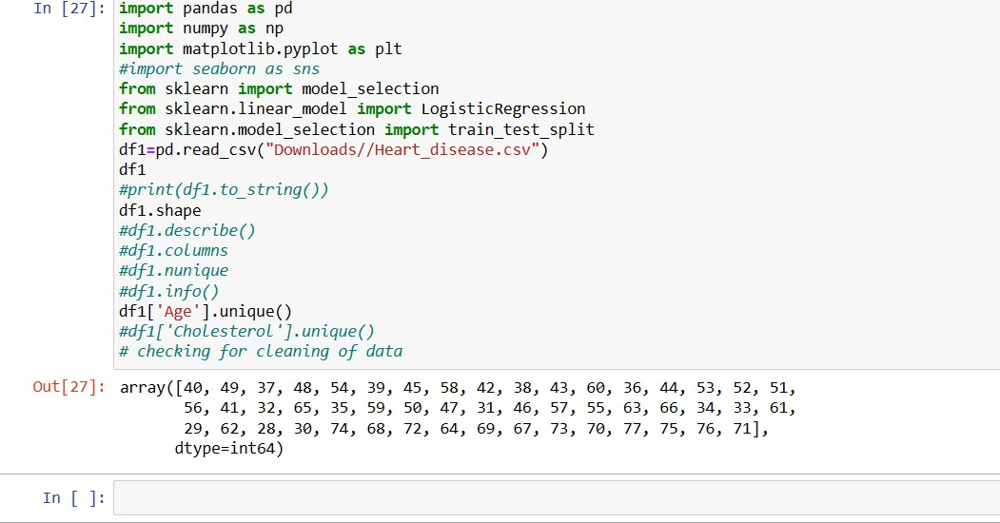 In [27]: import pandas as pd
import numpy as np
import matplotlib.pyplot as plt
#import seaborn as sns
from sklearn import model_selection
from sklearn.linear_model import LogisticRegression
from sklearn.model_selection import train_test_split
df1=pd.read_csv("Downloads//Heart_disease.csv")
df1
#print(df1.to_string())
df1.shape
#df1.describe()
#df1.columns
#df1.nunique
#df1.info()
df1['Age'].unique()
#df1['Cholesterol'].unique()
# checking for cleaning of data
Out[27]: array([40, 49, 37, 48, 54, 39, 45, 58, 42, 38, 43, 60, 36, 44, 53, 52, 51,
56, 41, 32, 65, 35, 59, 50, 47, 31, 46, 57, 55, 63, 66, 34, 33, 61,
29, 62, 28, 30, 74, 68, 72, 64, 69, 67, 73, 70, 77, 75, 76, 71],
dtype=int64)
In [ ]: